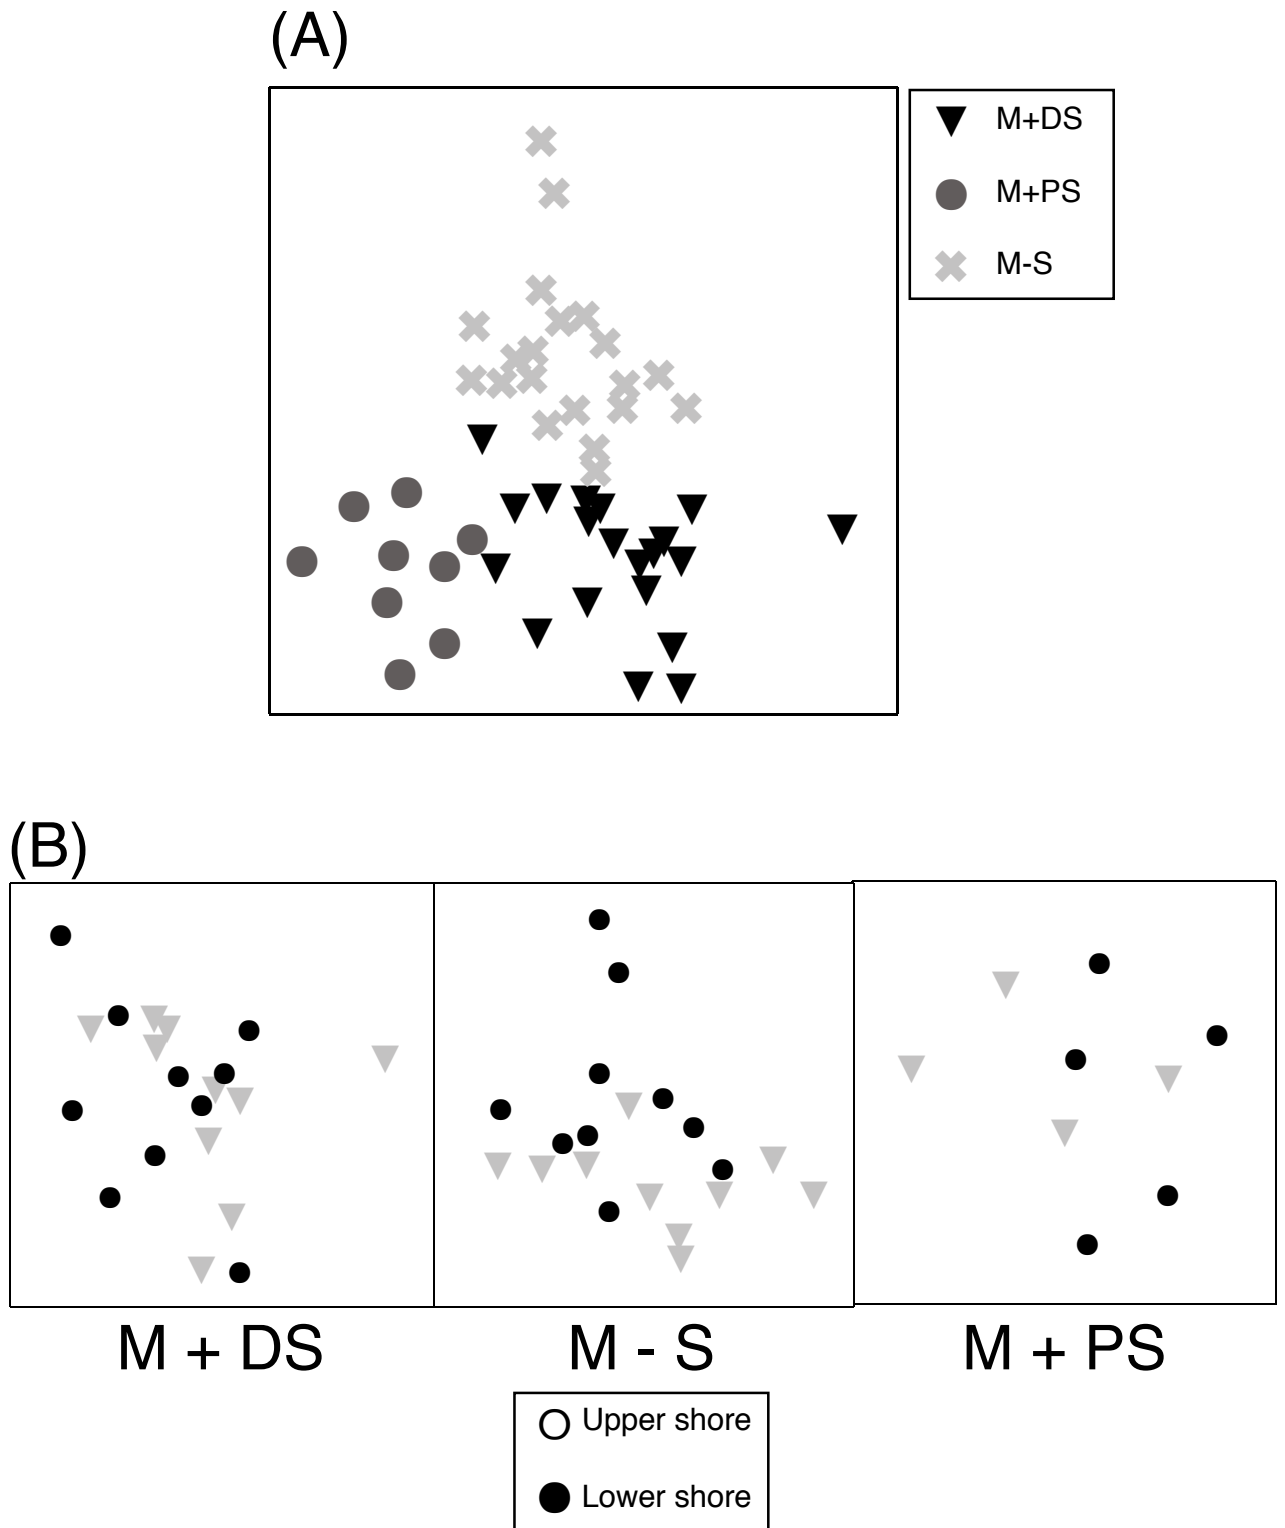 (A)
M+DS
M+PS
M-S
(B)
M + DS
M - S
M + PS
Upper shore
Lower shore